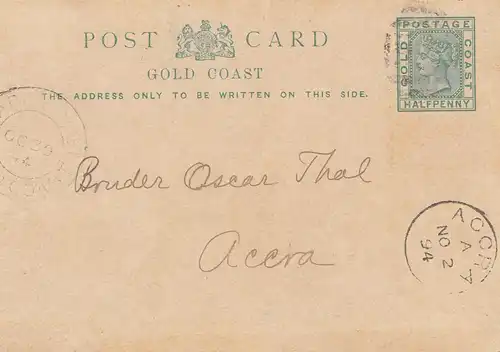 POST CARD
GOLD COAST
THE ADDRESS ONLY TO BE WRITTEN ON THIS SIDE.
GOLD
POSTAGE
COAST
HALFPENNY
Bruder Oscar Thal
Accra
ACCRA
A
NO 2
94